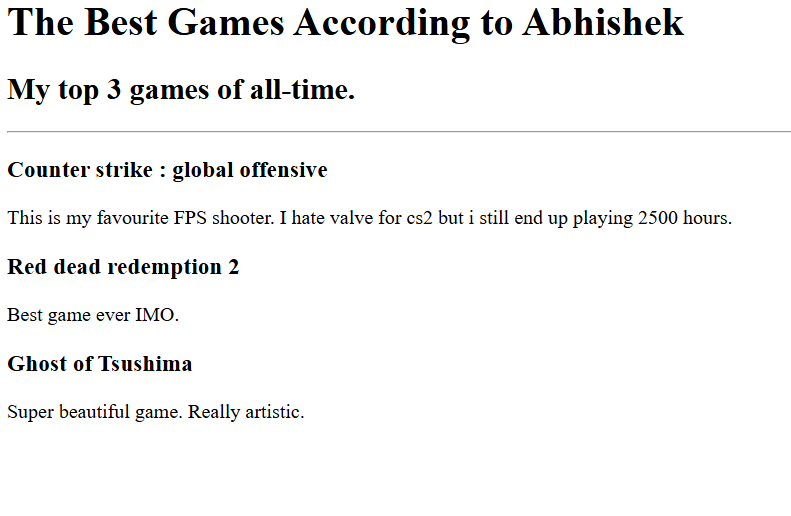 The Best Games According to Abhishek
My top 3 games of all-time.
Counter strike : global offensive
This is my favourite FPS shooter. I hate valve for cs2 but i still end up playing 2500 hours.
Red dead redemption 2
Best game ever IMO.
Ghost of Tsushima
Super beautiful game. Really artistic.